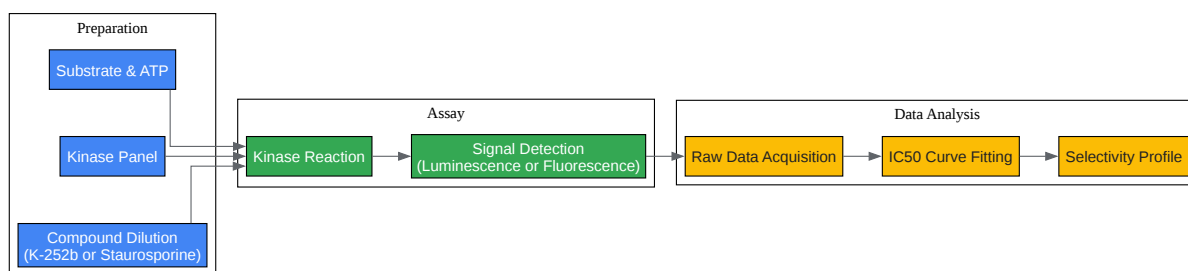 Preparation
Substrate & ATP
Kinase Panel
Compound Dilution
(K-252b or Staurosporine)
Assay
Kinase Reaction
Signal Detection
(Luminescence or Fluorescence)
Data Analysis
Raw Data Acquisition
IC50 Curve Fitting
Selectivity Profile